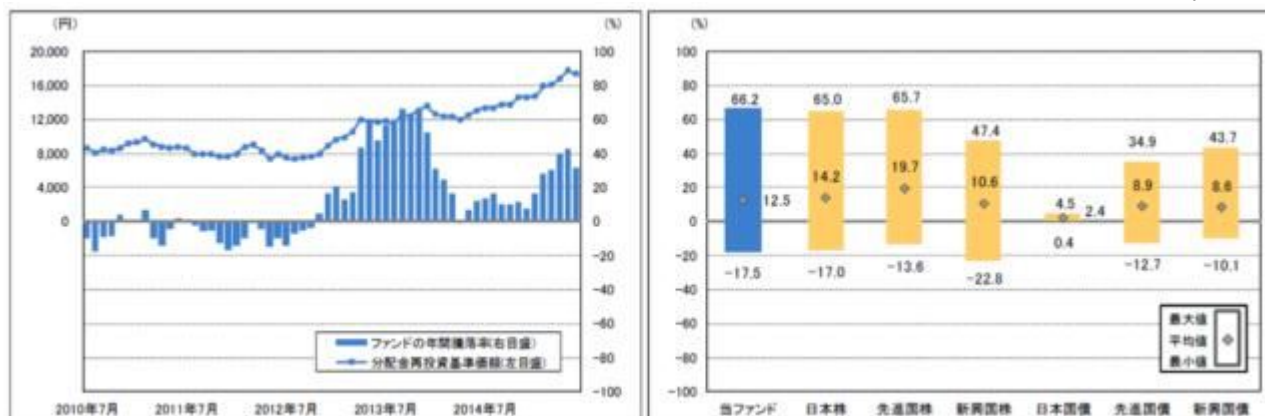 (円)
(%)
20,000
16,000
12,000
8,000
4,000
0
100
80
60
40
20
0
-20
-40
-60
-80
-100
ファンドの年間騰落率(右目盛)
分配金再投資基準価額(左目盛)
2010年7月
2011年7月
2012年7月
2013年7月
2014年7月
(%)
100
80
60
40
20
0
-20
-40
-60
-80
-100
66.2
65.0
65.7
47.4
4.5
34.9
43.7
12.5
14.2
19.7
10.6
2.4
8.9
8.6
-17.5
-17.0
-13.6
-22.8
0.4
-12.7
-10.1
最大値
平均値
最小値
当ファンド
日本株
先進国株
新興国株
日本国債
先進国債
新興国債